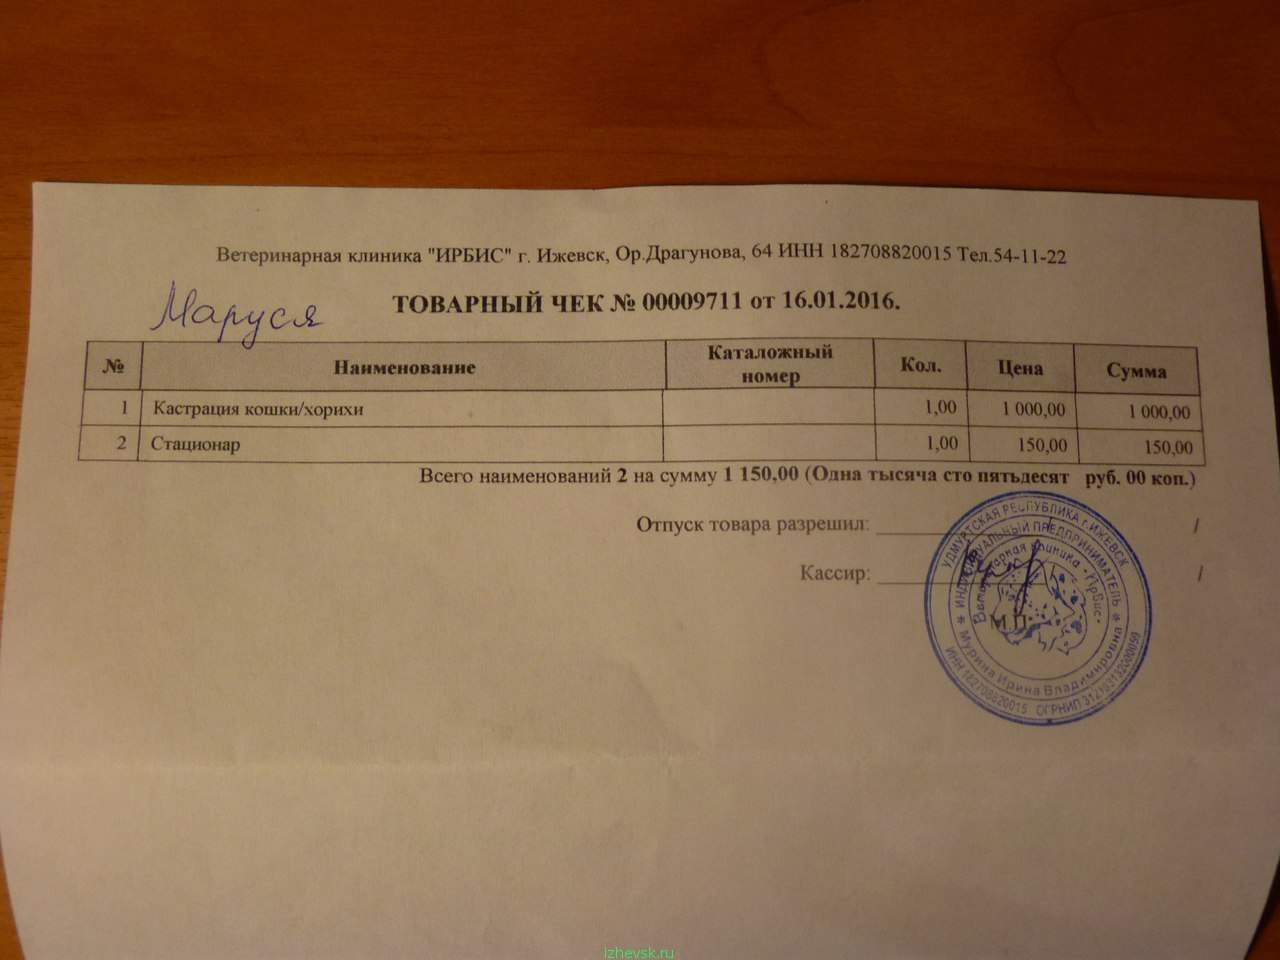 Ветеринарная клиника "ИРБИС" г. Ижевск, Ор.Драгунова, 64 ИНН 182708820015 Тел.54-11-22
Маруся
ТОВАРНЫЙ ЧЕК № 00009711 от 16.01.2016.
№ Наименование Каталожный номер Кол. Цена Сумма
1 Кастрация кошки/хорихи 1,00 1 000,00 1 000,00
2 Стационар 1,00 150,00 150,00
Всего наименований 2 на сумму 1 150,00 (Одна тысяча сто пятьдесят руб. 00 коп.)
Отпуск товара разрешил: /
Кассир: /
М.П.
УДМУРТСКАЯ РЕСПУБЛИКА г.ИЖЕВСК
ИНДИВИДУАЛЬНЫЙ ПРЕДПРИНИМАТЕЛЬ
Ветеринарная клиника "Ирбис"
Мурина Ирина Владимировна
ИНН 182708820015 ОГРНИП
izhevsk.ru